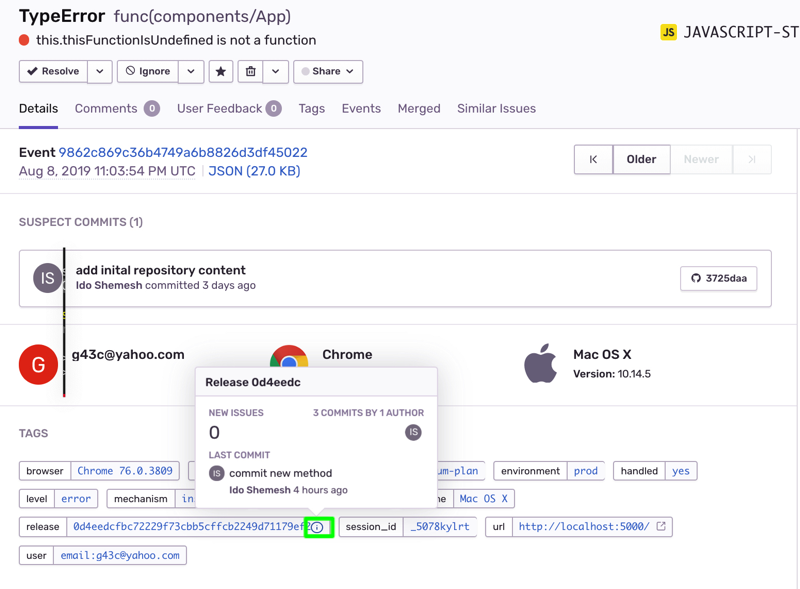 TypeError func(components/App)
this.thisFunctionIsUndefined is not a function
JS JAVASCRIPT-ST
Resolve Ignore Share
Details Comments 0 User Feedback 0 Tags Events Merged Similar Issues
Event 9862c869c36b4749a6b8826d3df45022
Aug 8, 2019 11:03:54 PM UTC JSON (27.0 KB)
Older Newer
SUSPECT COMMITS (1)
IS add inital repository content
Ido Shemesh committed 3 days ago
3725daa
G g43c@yahoo.com
Chrome
Mac OS X
Version: 10.14.5
Release 0d4eedc
NEW ISSUES 3 COMMITS BY 1 AUTHOR
0 IS
LAST COMMIT
IS commit new method
Ido Shemesh 4 hours ago
TAGS
browser Chrome 76.0.3809 um-plan environment prod handled yes
level error mechanism in ne Mac OS X
release 0d4eedcfbc72229f73cbb5cffcb2249d71179ef2 session_id _5078kylrt url http://localhost:5000/
user email:g43c@yahoo.com